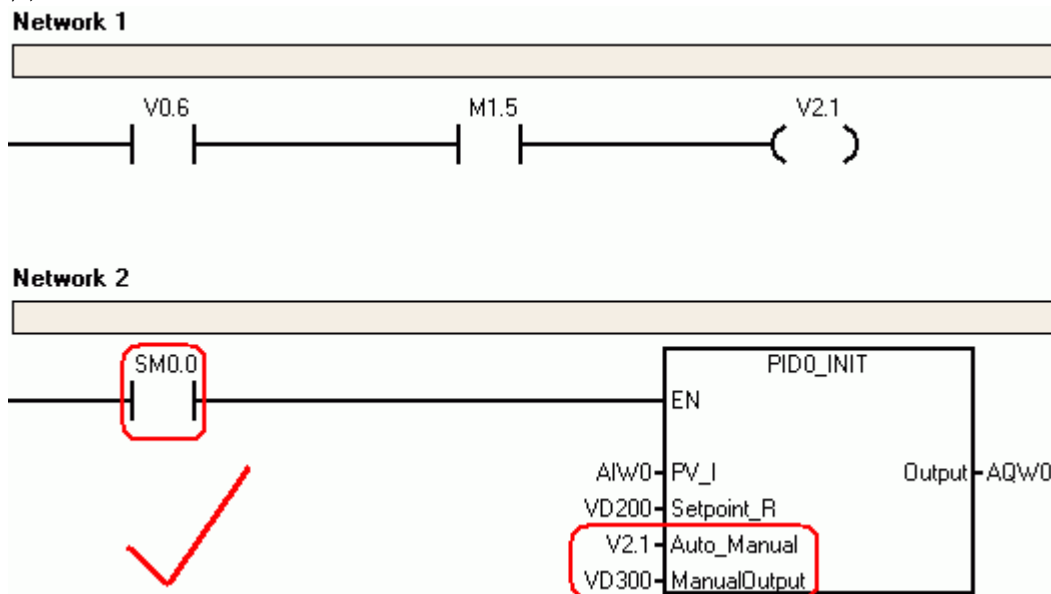 Network 1
V0.6 M1.5 V2.1
Network 2
SM0.0 PID0_INIT
EN
AIW0 PV_I Output AQW0
VD200 Setpoint_R
V2.1 Auto_Manual
VD300 ManualOutput